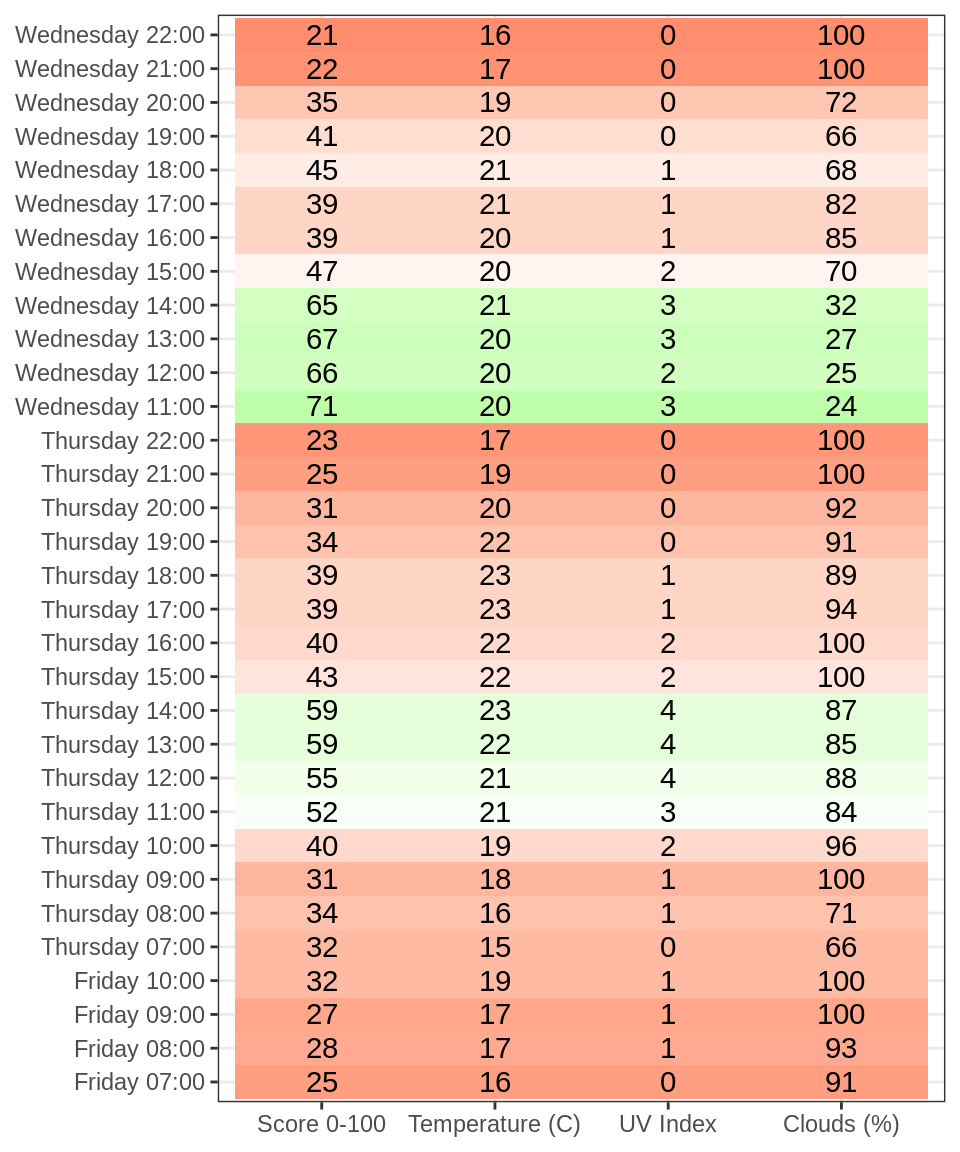 Wednesday 22:00 21 16 0 100
Wednesday 21:00 22 17 0 100
Wednesday 20:00 35 19 0 72
Wednesday 19:00 41 20 0 66
Wednesday 18:00 45 21 1 68
Wednesday 17:00 39 21 1 82
Wednesday 16:00 39 20 1 85
Wednesday 15:00 47 20 2 70
Wednesday 14:00 65 21 3 32
Wednesday 13:00 67 20 3 27
Wednesday 12:00 66 20 2 25
Wednesday 11:00 71 20 3 24
Thursday 22:00 23 17 0 100
Thursday 21:00 25 19 0 100
Thursday 20:00 31 20 0 92
Thursday 19:00 34 22 0 91
Thursday 18:00 39 23 1 89
Thursday 17:00 39 23 1 94
Thursday 16:00 40 22 2 100
Thursday 15:00 43 22 2 100
Thursday 14:00 59 23 4 87
Thursday 13:00 59 22 4 85
Thursday 12:00 55 21 4 88
Thursday 11:00 52 21 3 84
Thursday 10:00 40 19 2 96
Thursday 09:00 31 18 1 100
Thursday 08:00 34 16 1 71
Thursday 07:00 32 15 0 66
Friday 10:00 32 19 1 100
Friday 09:00 27 17 1 100
Friday 08:00 28 17 1 93
Friday 07:00 25 16 0 91
Score 0-100 Temperature (C) UV Index Clouds (%)